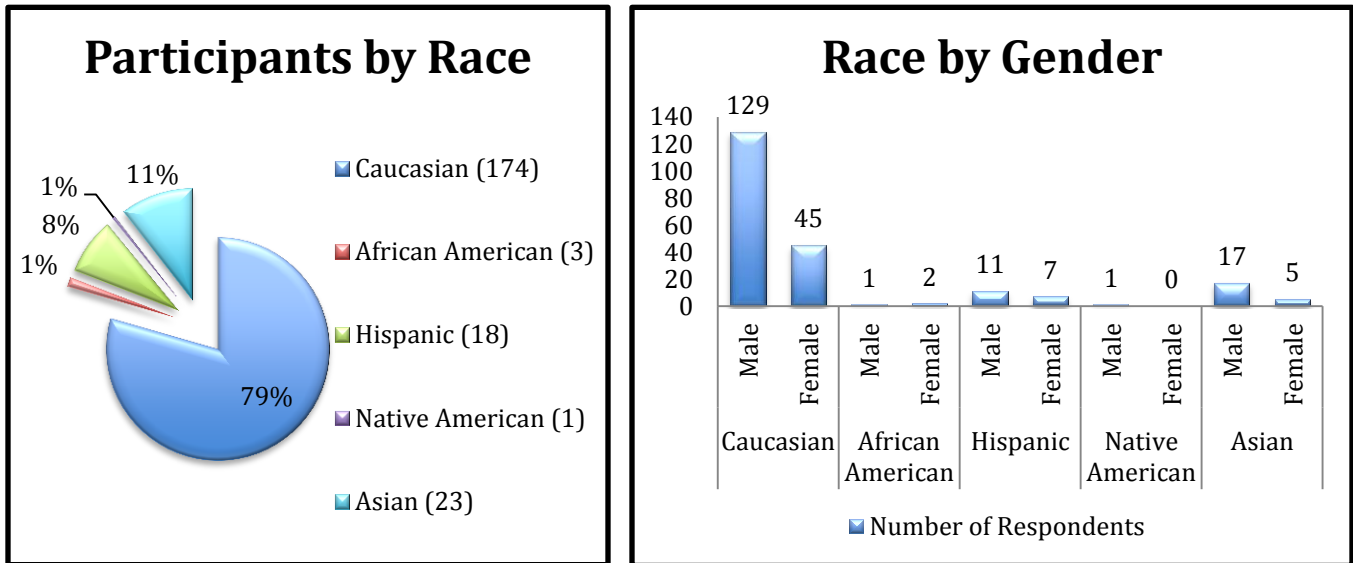 Participants by Race
11%
1%
8%
1%
79%
Caucasian (174)
African American (3)
Hispanic (18)
Native American (1)
Asian (23)
Race by Gender
140
120
100
80
60
40
20
0
129
45
1
2
11
7
1
0
17
5
Male
Female
Male
Female
Male
Female
Male
Female
Male
Female
Caucasian
African
American
Hispanic
Native
American
Asian
Number of Respondents